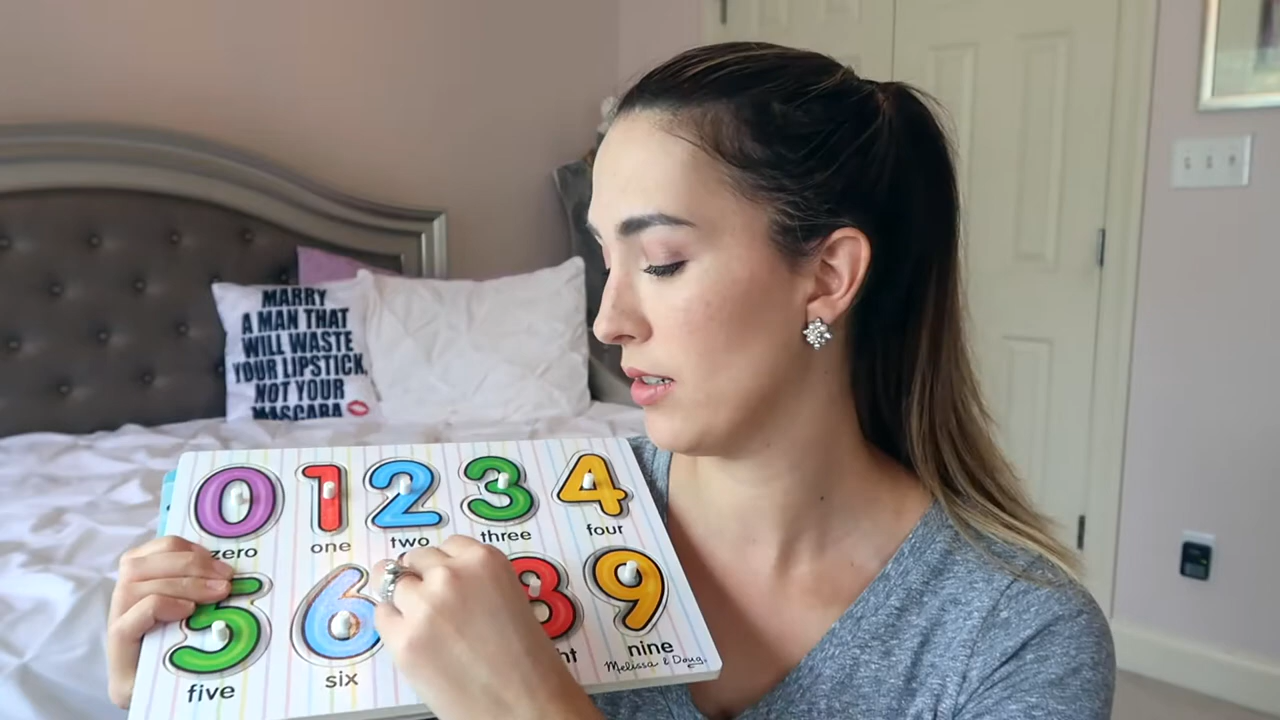 MARRY
A MAN THAT
WILL WASTE
YOUR LIPSTICK,
NOT YOUR
MASCARA
0 1 2 3 4
zero one two three four
5 6 8 9
five six ht nine
Melissa & Doug